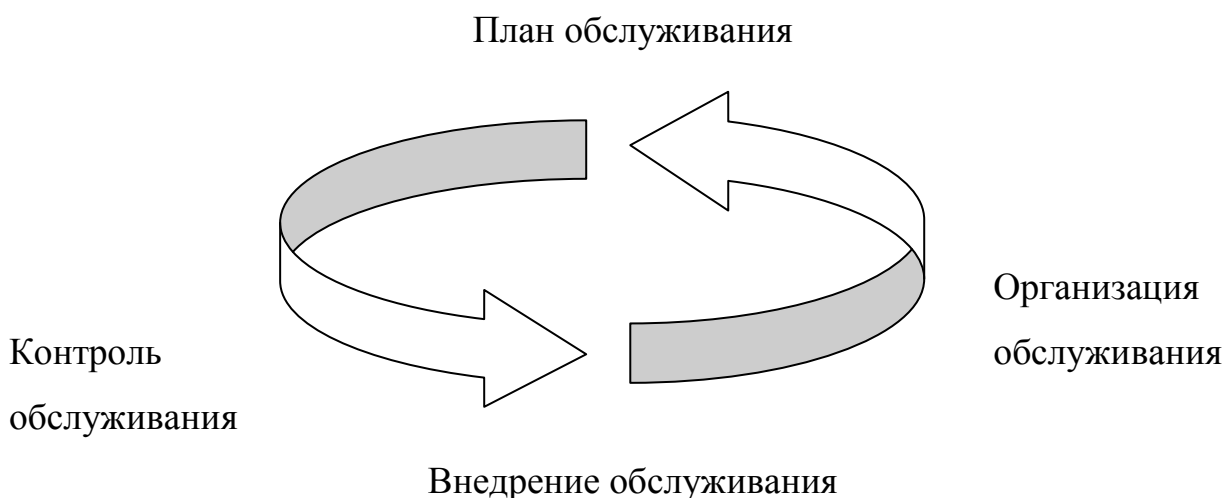 План обслуживания
Организация
обслуживания
Контроль
обслуживания
Внедрение обслуживания